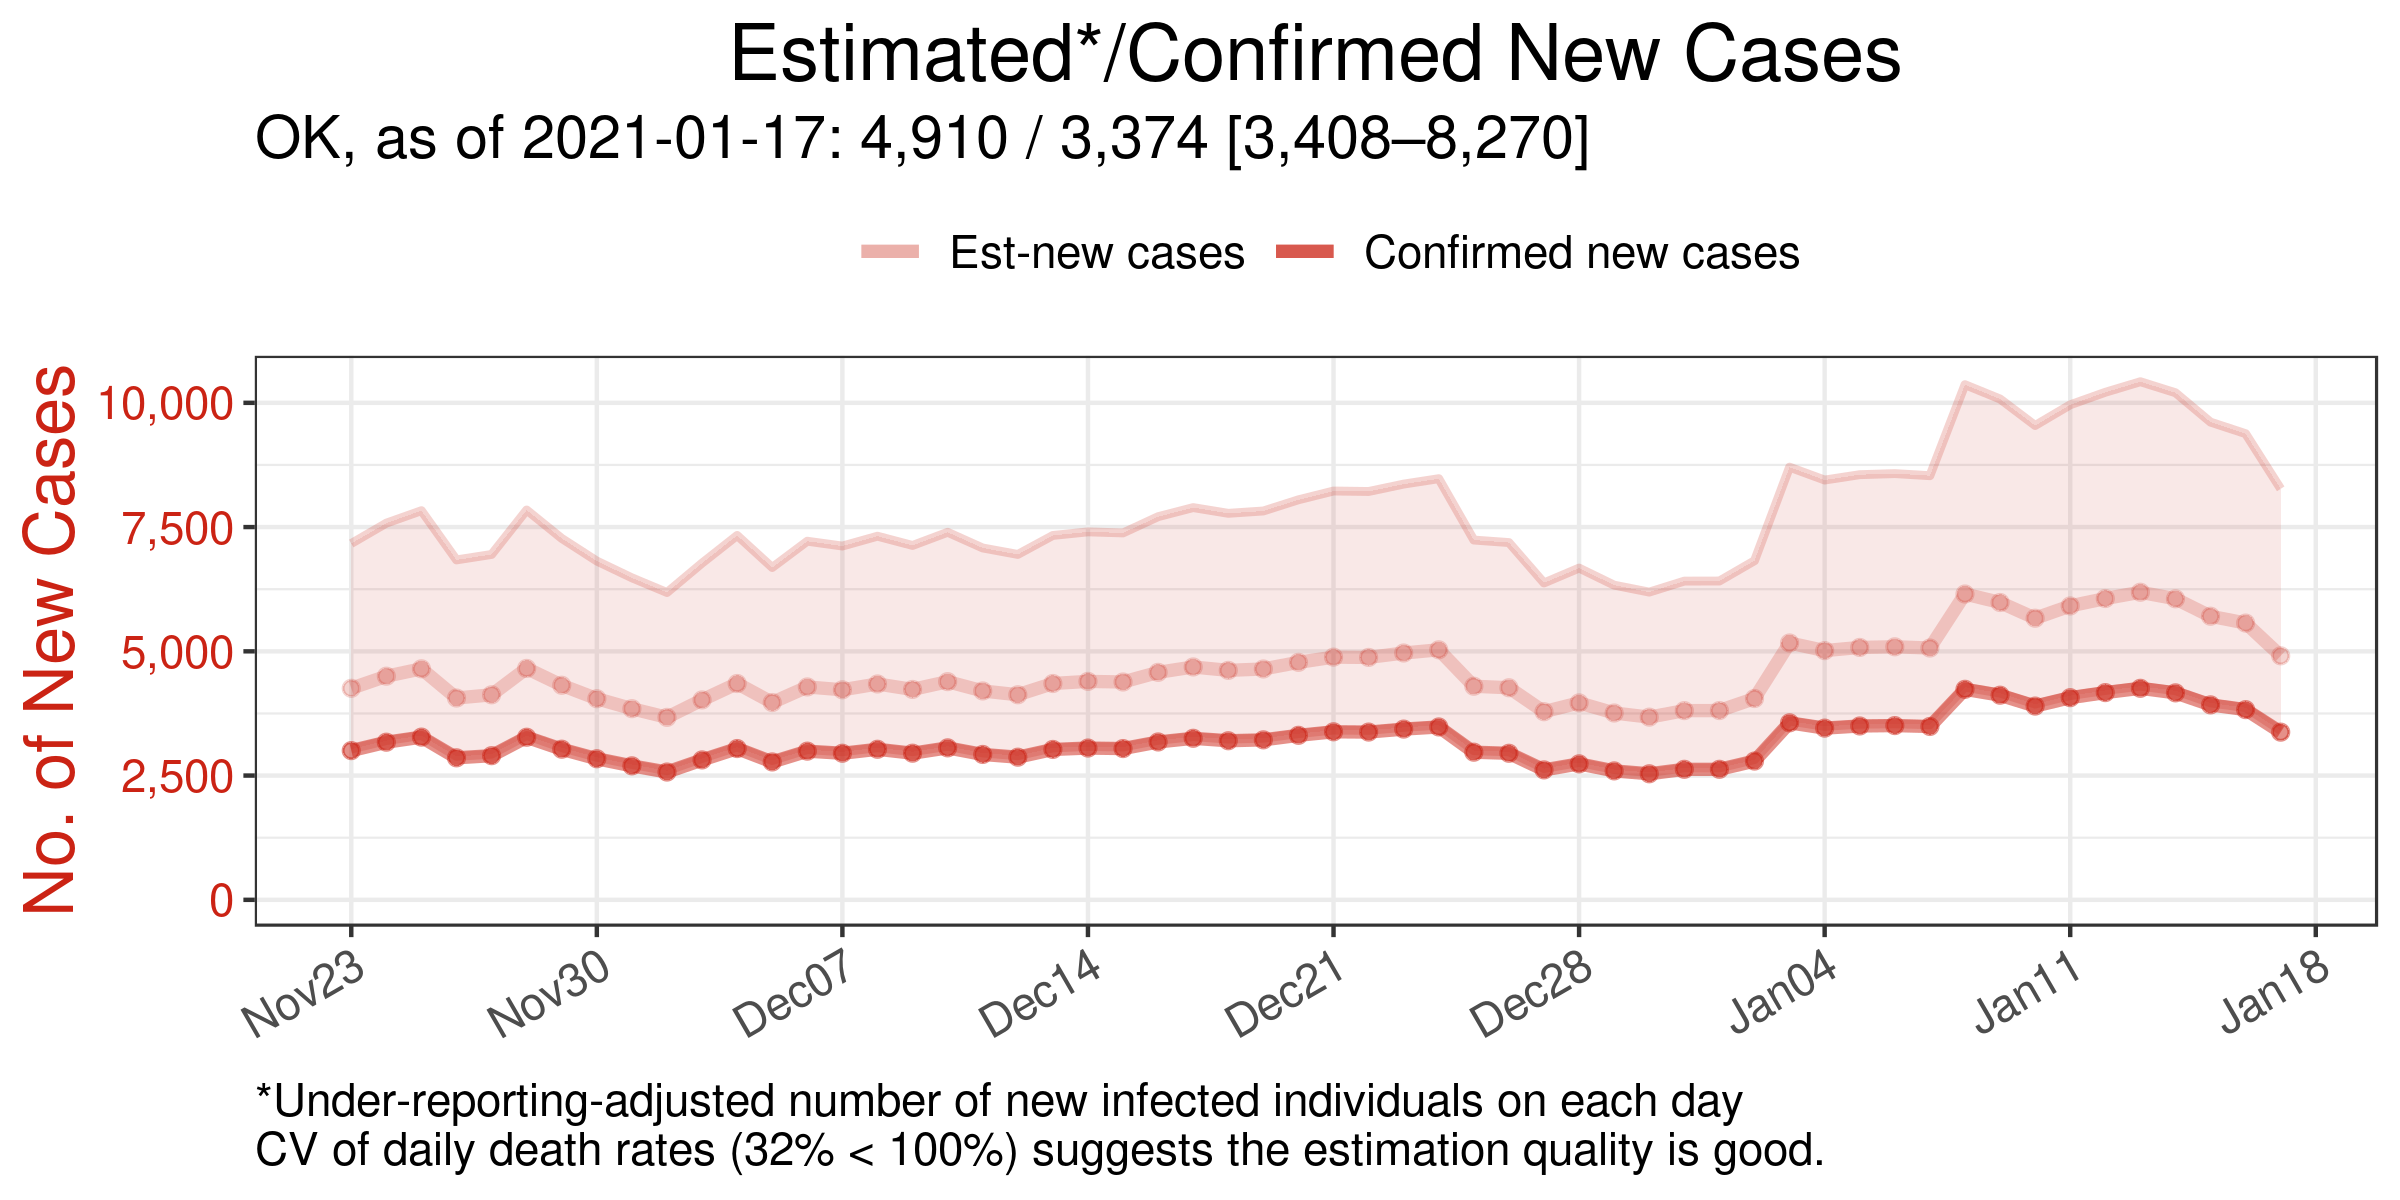 Estimated*/Confirmed New Cases
OK, as of 2021-01-17: 4,910 / 3,374 [3,408–8,270]
Est-new cases Confirmed new cases
No. of New Cases
10,000
7,500
5,000
2,500
0
Nov23 Nov30 Dec07 Dec14 Dec21 Dec28 Jan04 Jan11 Jan18
*Under-reporting-adjusted number of new infected individuals on each day
CV of daily death rates (32% < 100%) suggests the estimation quality is good.